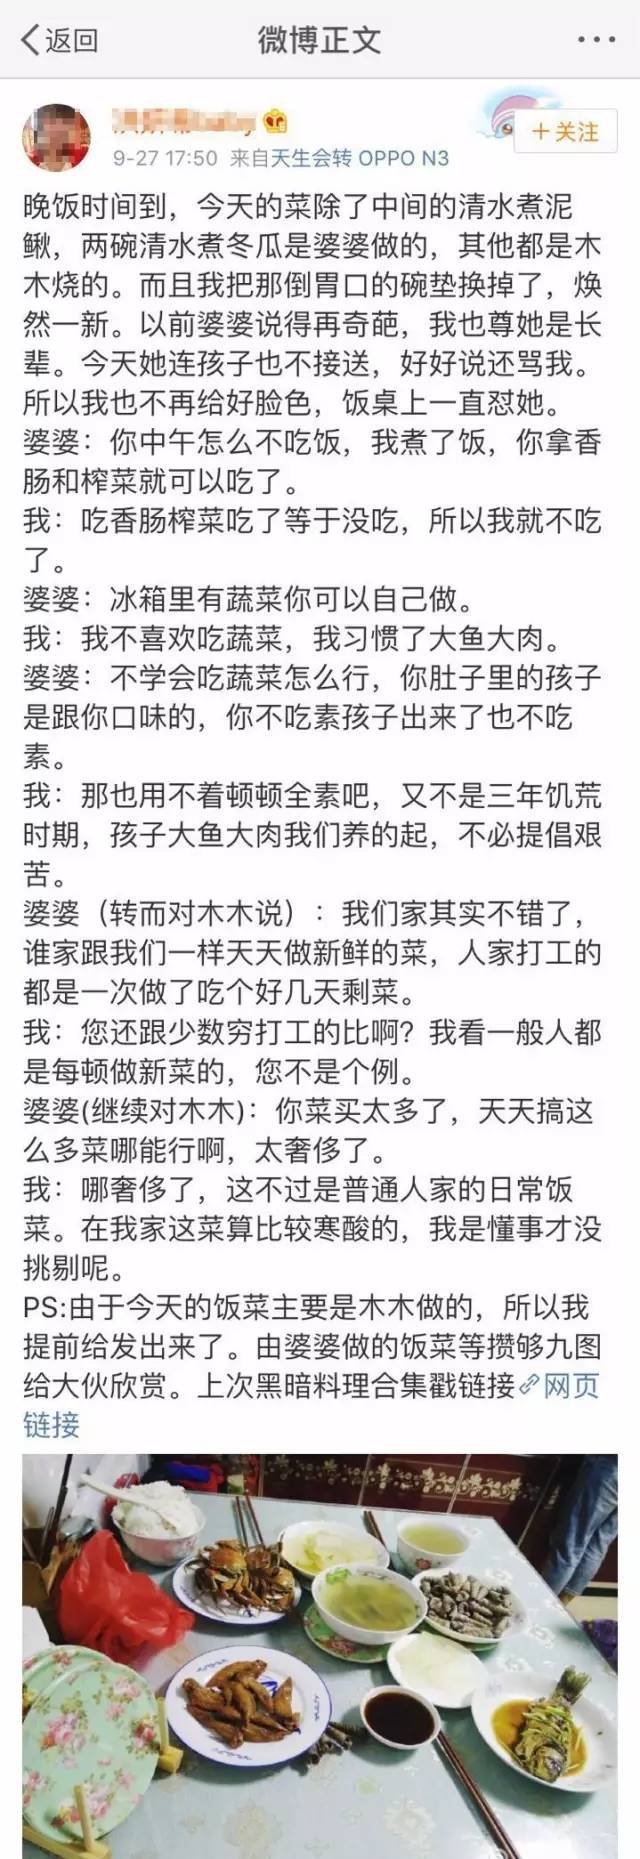 返回
微博正文
+关注
9-27 17:50 来自天生会转 OPPO N3
晚饭时间到，今天的菜除了中间的清水煮泥
鳅，两碗清水煮冬瓜是婆婆做的，其他都是木
木烧的。而且我把那倒胃口的碗垫换掉了，焕
然一新。以前婆婆说得再奇葩，我也尊她是长
辈。今天她连孩子也不接送，好好说还骂我。
所以我也不再给好脸色，饭桌上一直怼她。
婆婆：你中午怎么不吃饭，我煮了饭，你拿香
肠和榨菜就可以吃了。
我：吃香肠榨菜吃了等于没吃，所以我就不吃
了。
婆婆：冰箱里有蔬菜你可以自己做。
我：我不喜欢吃蔬菜，我习惯了大鱼大肉。
婆婆：不学会吃蔬菜怎么行，你肚子里的孩子
是跟你口味的，你不吃素孩子出来了也不吃
素。
我：那也用不着顿顿全素吧，又不是三年饥荒
时期，孩子大鱼大肉我们养的起，不必提倡艰
苦。
婆婆（转而对木木说）：我们家其实不错了，
谁家跟我们一样天天做新鲜的菜，人家打工的
都是一次做了吃个好几天剩菜。
我：您还跟少数穷打工的比啊？我看一般人都
是每顿做新菜的，您不是个例。
婆婆(继续对木木)：你菜买太多了，天天搞这
么多菜哪能行啊，太奢侈了。
我：哪奢侈了，这不过是普通人家的日常饭
菜。在我家这菜算比较寒酸的，我是懂事才没
挑剔呢。
PS:由于今天的饭菜主要是木木做的，所以我
提前给发出来了。由婆婆做的饭菜等攒够九图
给大伙欣赏。上次黑暗料理合集戳链接网页
链接